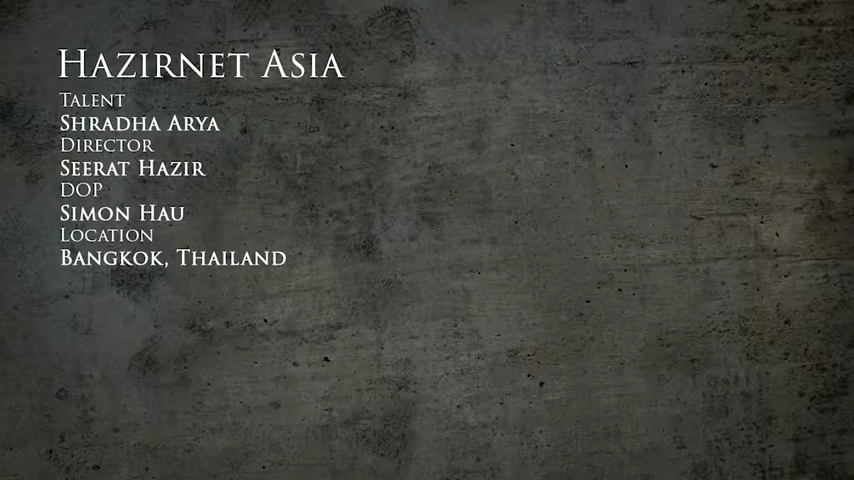 HAZIRNET ASIA
TALENT
SHRADHA ARYA
DIRECTOR
SEERAT HAZIR
DOP
SIMON HAU
LOCATION
BANGKOK, THAILAND